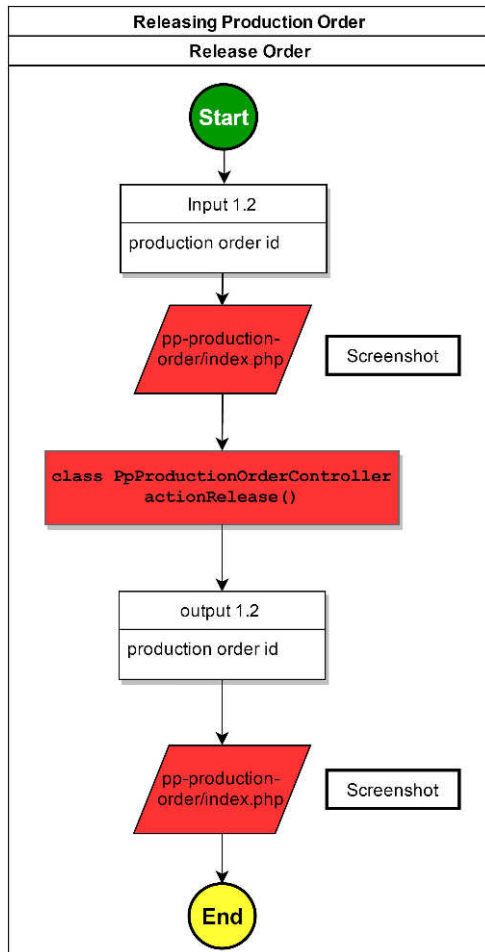 Releasing Production Order
Release Order
Start
Input 1.2
production order id
pp-production-
order/index.php
Screenshot
class PpProductionOrderController
actionRelease()
output 1.2
production order id
pp-production-
order/index.php
Screenshot
End